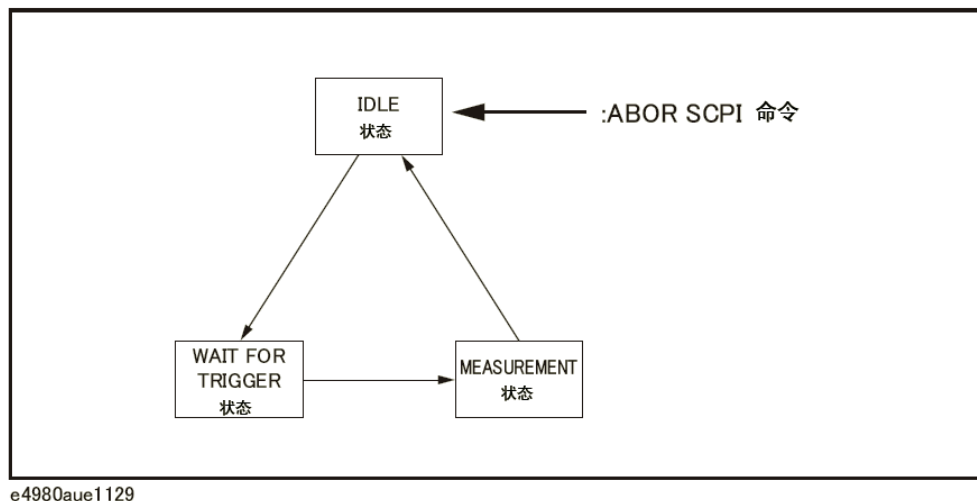 IDLE
状态
:ABOR SCPI 命令
WAIT FOR
TRIGGER
状态
MEASUREMENT
状态
e4980aue1129